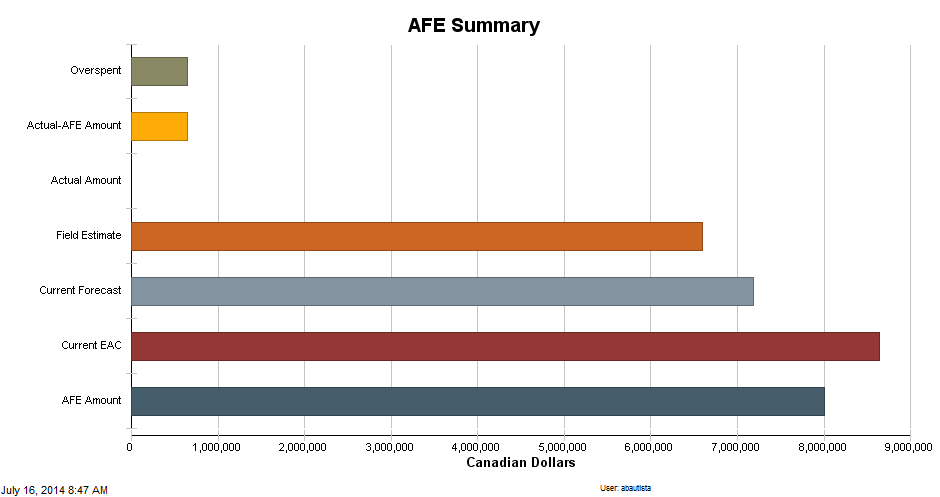 AFE Summary
Overspent
Actual-AFE Amount
Actual Amount
Field Estimate
Current Forecast
Current EAC
AFE Amount
0 1,000,000 2,000,000 3,000,000 4,000,000 5,000,000 6,000,000 7,000,000 8,000,000 9,000,000
Canadian Dollars
July 16, 2014 8:47 AM User: abautista